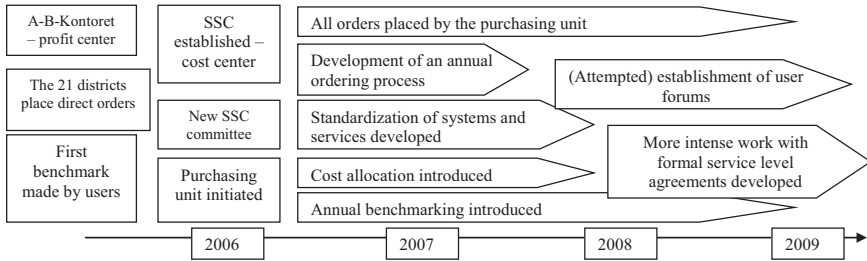 A-B-Kontoret
– profit center
The 21 districts
place direct orders
First
benchmark
made by users
SSC
established –
cost center
New SSC
committee
Purchasing
unit initiated
All orders placed by the purchasing unit
Development of an annual
ordering process
Standardization of systems and
services developed
Cost allocation introduced
Annual benchmarking introduced
(Attempted) establishment of user
forums
More intense work with
formal service level
agreements developed
2006
2007
2008
2009